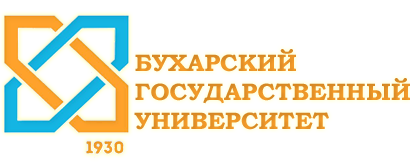 БУХАРСКИЙ
ГОСУДАРСТВЕННЫЙ
УНИВЕРСИТЕТ
1930